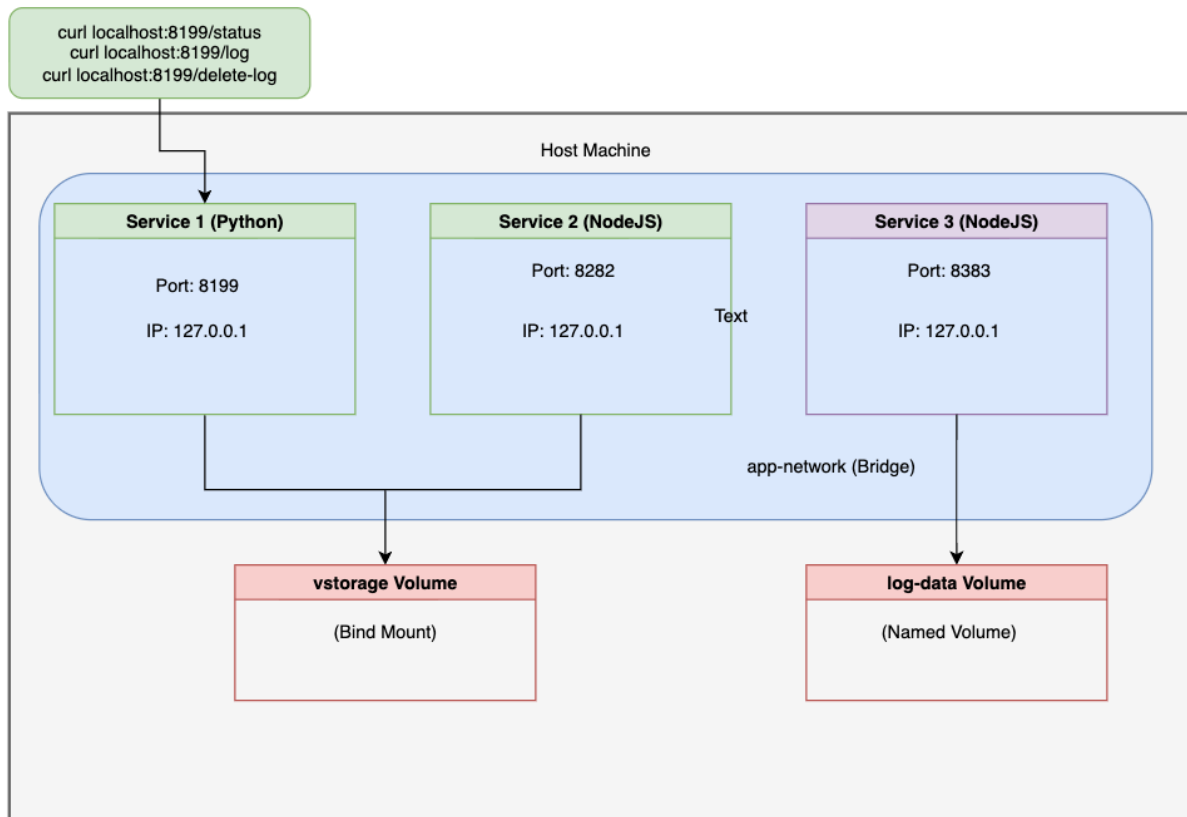 curl localhost:8199/status
curl localhost:8199/log
curl localhost:8199/delete-log
Host Machine
Service 1 (Python)
Port: 8199
IP: 127.0.0.1
Service 2 (NodeJS)
Port: 8282
IP: 127.0.0.1
Text
Service 3 (NodeJS)
Port: 8383
IP: 127.0.0.1
app-network (Bridge)
vstorage Volume
(Bind Mount)
log-data Volume
(Named Volume)